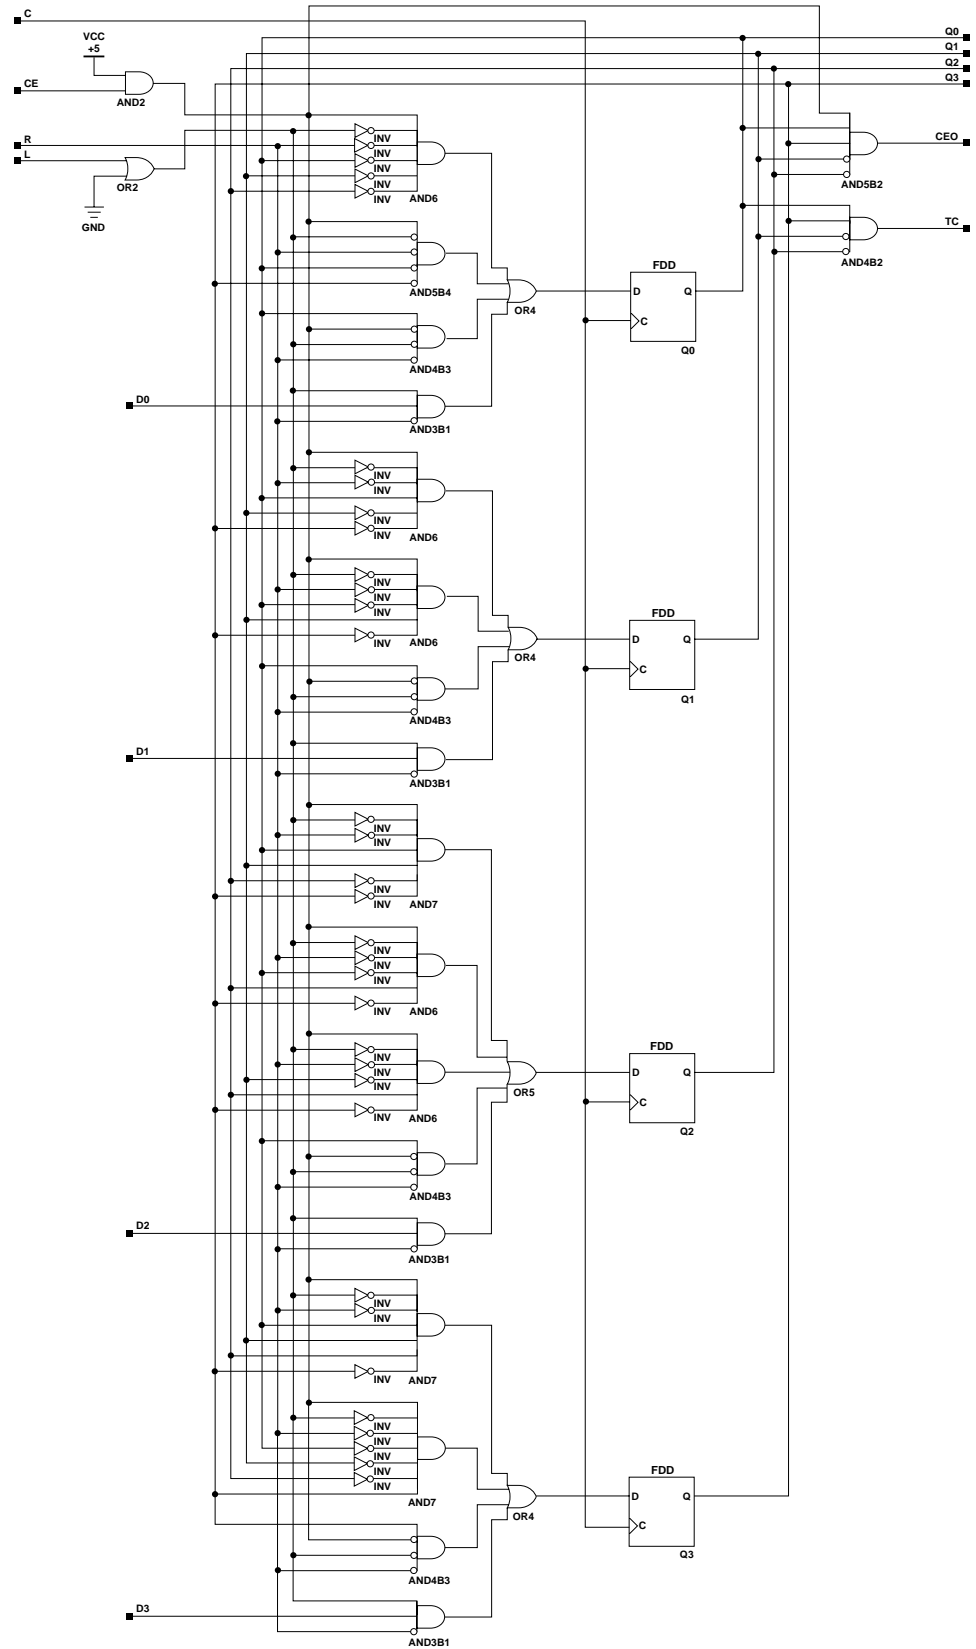 C
Q0
VCC
+5
Q1
Q2
CE
Q3
AND2
R
INV
CEO
L
INV
INV
OR2
INV
AND5B2
INV
AND6
GND
TC
AND4B2
FDD
AND5B4
D
Q
OR4
C
Q0
AND4B3
D0
AND3B1
INV
INV
INV
INV
AND6
INV
INV
INV
FDD
INV
AND6
D
Q
OR4
C
Q1
AND4B3
D1
AND3B1
INV
INV
INV
INV
AND7
INV
INV
INV
INV
AND6
INV
FDD
INV
D
Q
INV
OR5
C
INV
AND6
Q2
AND4B3
D2
AND3B1
INV
INV
INV
AND7
INV
INV
INV
INV
FDD
INV
AND7
D
Q
OR4
C
Q3
AND4B3
D3
AND3B1